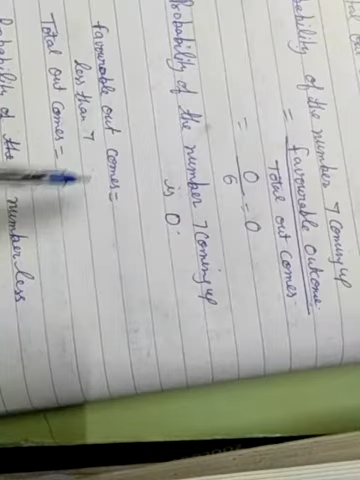 bability of the number 7 coming up
= favourable outcome
Total out comes
= 0/6 = 0
Probability of the number 7 coming up
is 0.
favourable out comes=
less than 7
Total out comes=
obability of the number less